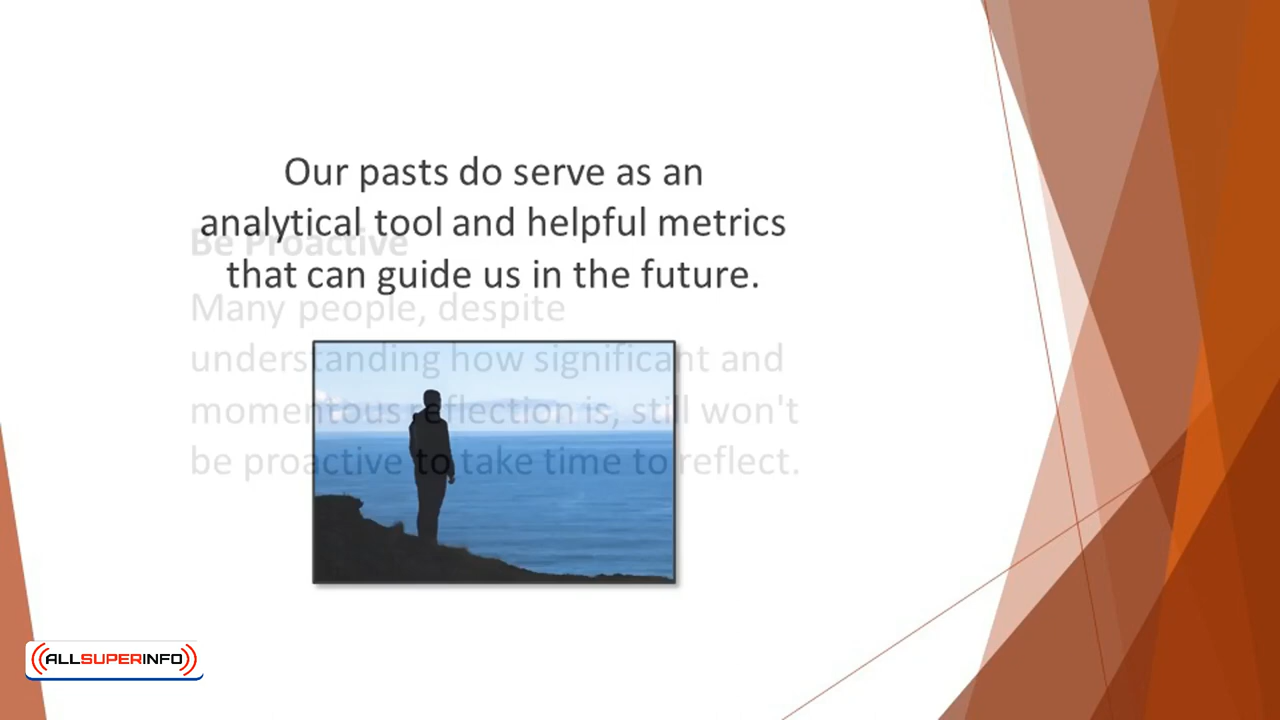 Our pasts do serve as an
analytical tool and helpful metrics
that can guide us in the future.
Be Proactive
Many people, despite
understanding how significant and
momentous reflection is, still won't
be proactive to take time to reflect.
ALLSUPERINFO